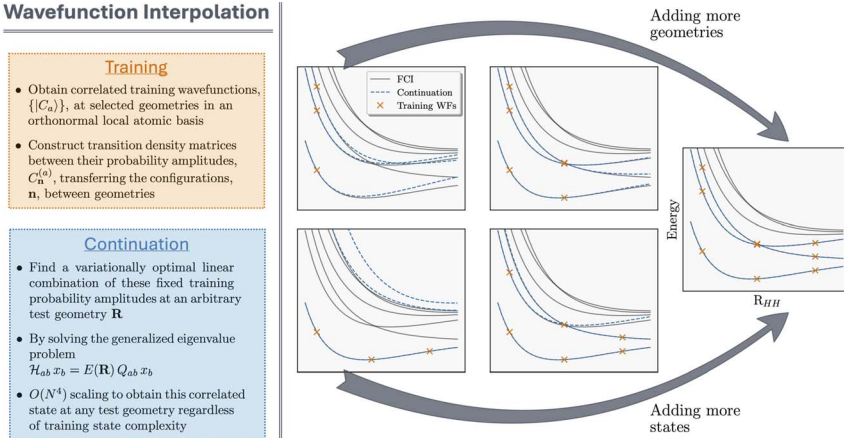 Wavefunction Interpolation
Training
• Obtain correlated training wavefunctions,
{|C_a⟩}, at selected geometries in an
orthonormal local atomic basis
• Construct transition density matrices
between their probability amplitudes,
C_n^(a), transferring the configurations,
n, between geometries
Continuation
• Find a variationally optimal linear
combination of these fixed training
probability amplitudes at an arbitrary
test geometry R
• By solving the generalized eigenvalue
problem
ℋ_ab x_b = E(R) Q_ab x_b
• O(N⁴) scaling to obtain this correlated
state at any test geometry regardless
of training state complexity
Adding more
geometries
FCI
Continuation
Training WFs
Energy
R_HH
Adding more
states